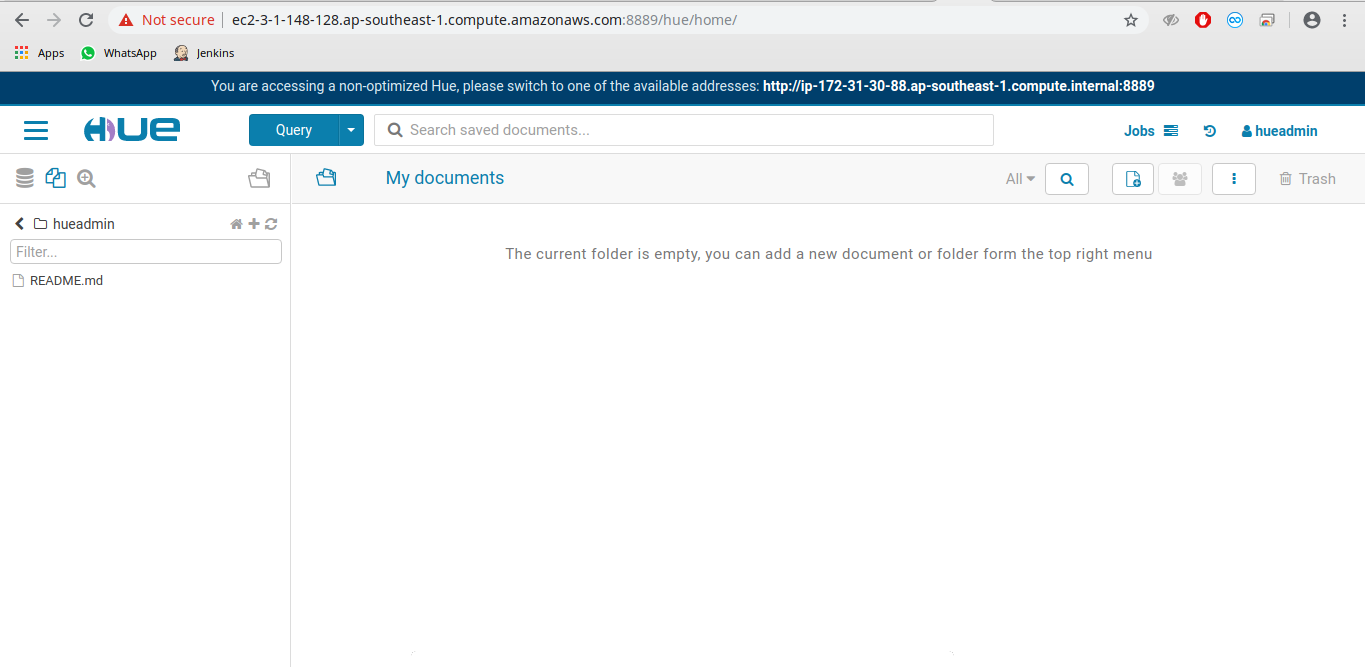 Not secure ec2-3-1-148-128.ap-southeast-1.compute.amazonaws.com:8889/hue/home/
Apps WhatsApp Jenkins
You are accessing a non-optimized Hue, please switch to one of the available addresses: http://ip-172-31-30-88.ap-southeast-1.compute.internal:8889
HUE Query Search saved documents... Jobs hueadmin
My documents All Trash
hueadmin
Filter...
The current folder is empty, you can add a new document or folder form the top right menu
README.md